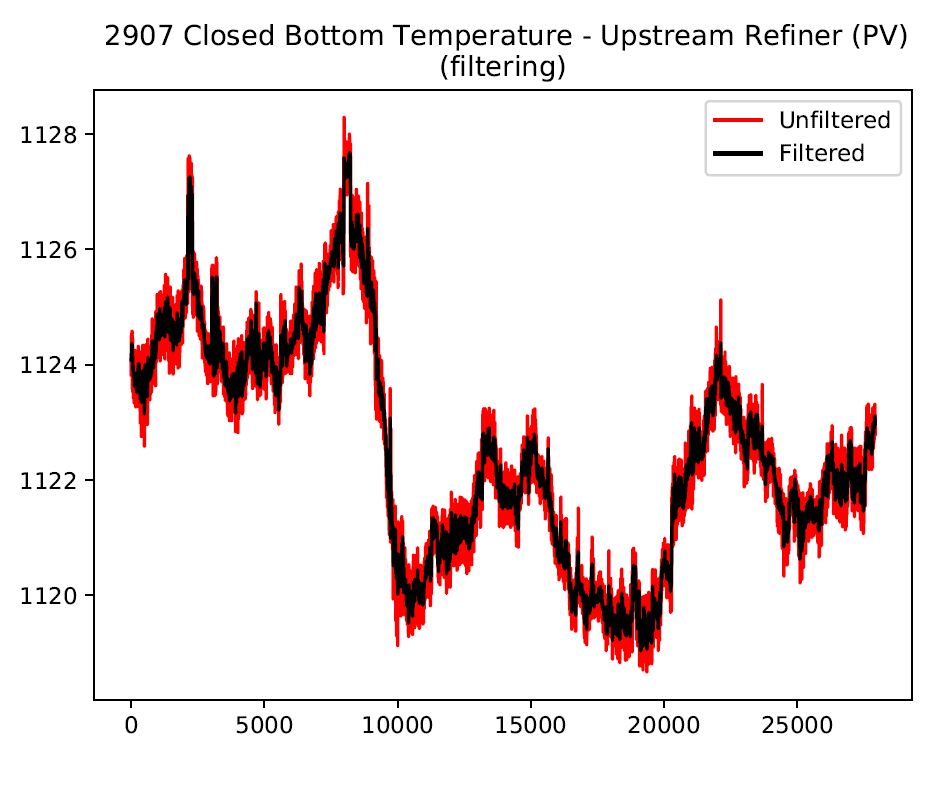 2907 Closed Bottom Temperature - Upstream Refiner (PV)
(filtering)
Unfiltered
Filtered
1128
1126
1124
1122
1120
0 5000 10000 15000 20000 25000